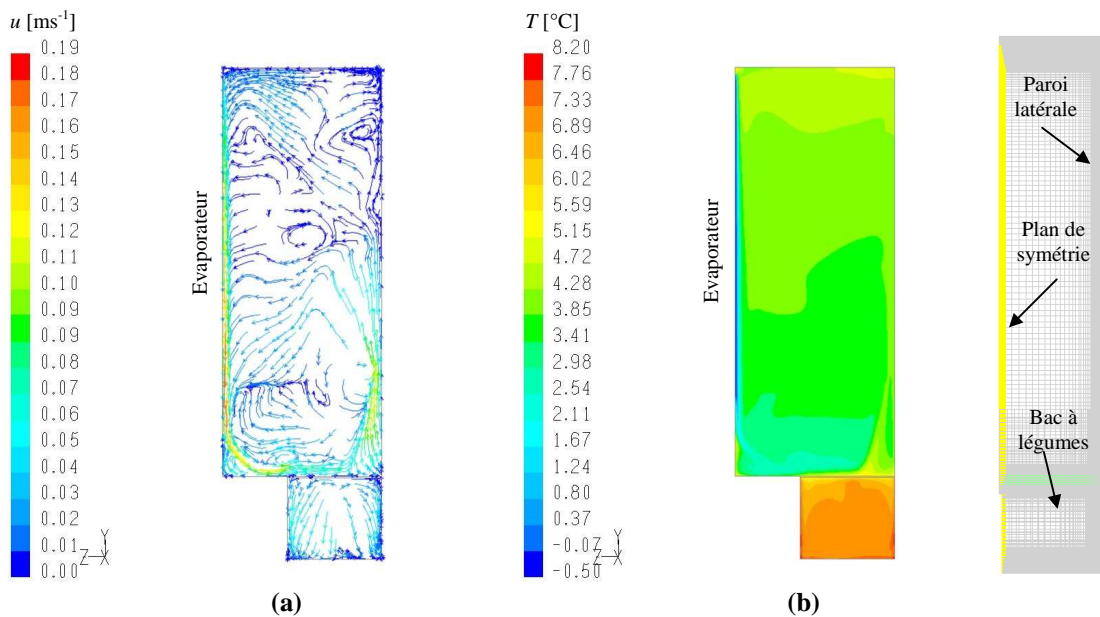 u [ms-1]
0.19
0.18
0.17
0.16
0.15
0.14
0.13
0.12
0.11
0.10
0.09
0.09
0.08
0.07
0.06
0.05
0.04
0.03
0.02
0.01
0.00
Y
Z X
Evaporateur
(a)
T [°C]
8.20
7.76
7.33
6.89
6.46
6.02
5.59
5.15
4.72
4.28
3.85
3.41
2.98
2.54
2.11
1.67
1.24
0.80
0.37
-0.07
-0.50
Y
Z X
Evaporateur
(b)
Paroi
latérale
Plan de
symétrie
Bac à
légumes